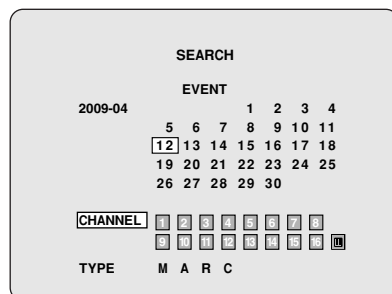 SEARCH
EVENT
2009-04 1 2 3 4
5 6 7 8 9 10 11
12 13 14 15 16 17 18
19 20 21 22 23 24 25
26 27 28 29 30
CHANNEL 1 2 3 4 5 6 7 8
9 10 11 12 13 14 15 16
TYPE M A R C